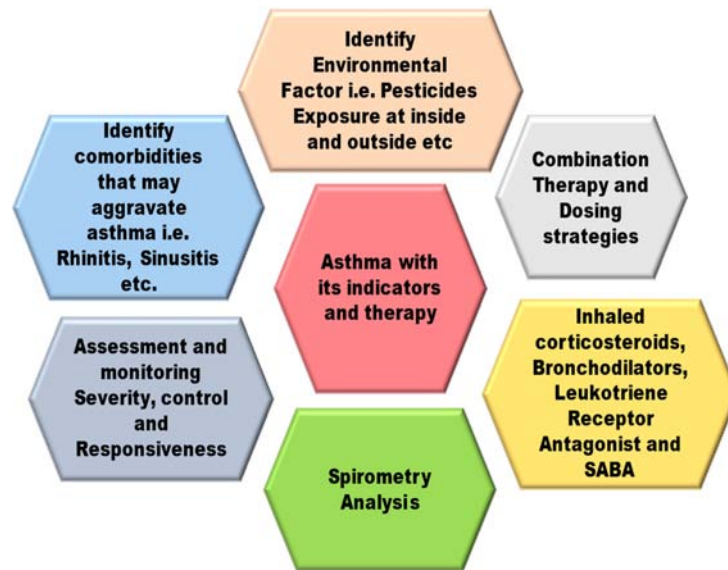 Identify
Environmental
Factor i.e. Pesticides
Exposure at inside
and outside etc
Identify
comorbidities
that may
aggravate
asthma i.e.
Rhinitis, Sinusitis
etc.
Combination
Therapy and
Dosing
strategies
Asthma with
its indicators
and therapy
Assessment and
monitoring
Severity, control
and
Responsiveness
Inhaled
corticosteroids,
Bronchodilators,
Leukotriene
Receptor
Antagonist and
SABA
Spirometry
Analysis